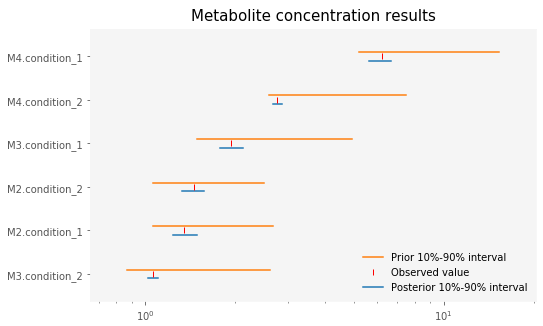 Metabolite concentration results
M4.condition_1
M4.condition_2
M3.condition_1
M2.condition_2
M2.condition_1
M3.condition_2
Prior 10%-90% interval
Observed value
Posterior 10%-90% interval
10⁰
10¹